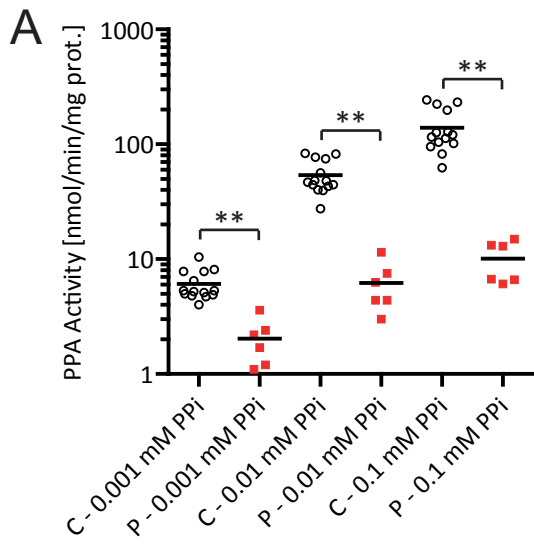 A
PPA Activity [nmol/min/mg prot.]
1000
100
10
1
**
**
**
C - 0.001 mM PPi
P - 0.001 mM PPi
C - 0.01 mM PPi
P - 0.01 mM PPi
C - 0.1 mM PPi
P - 0.1 mM PPi